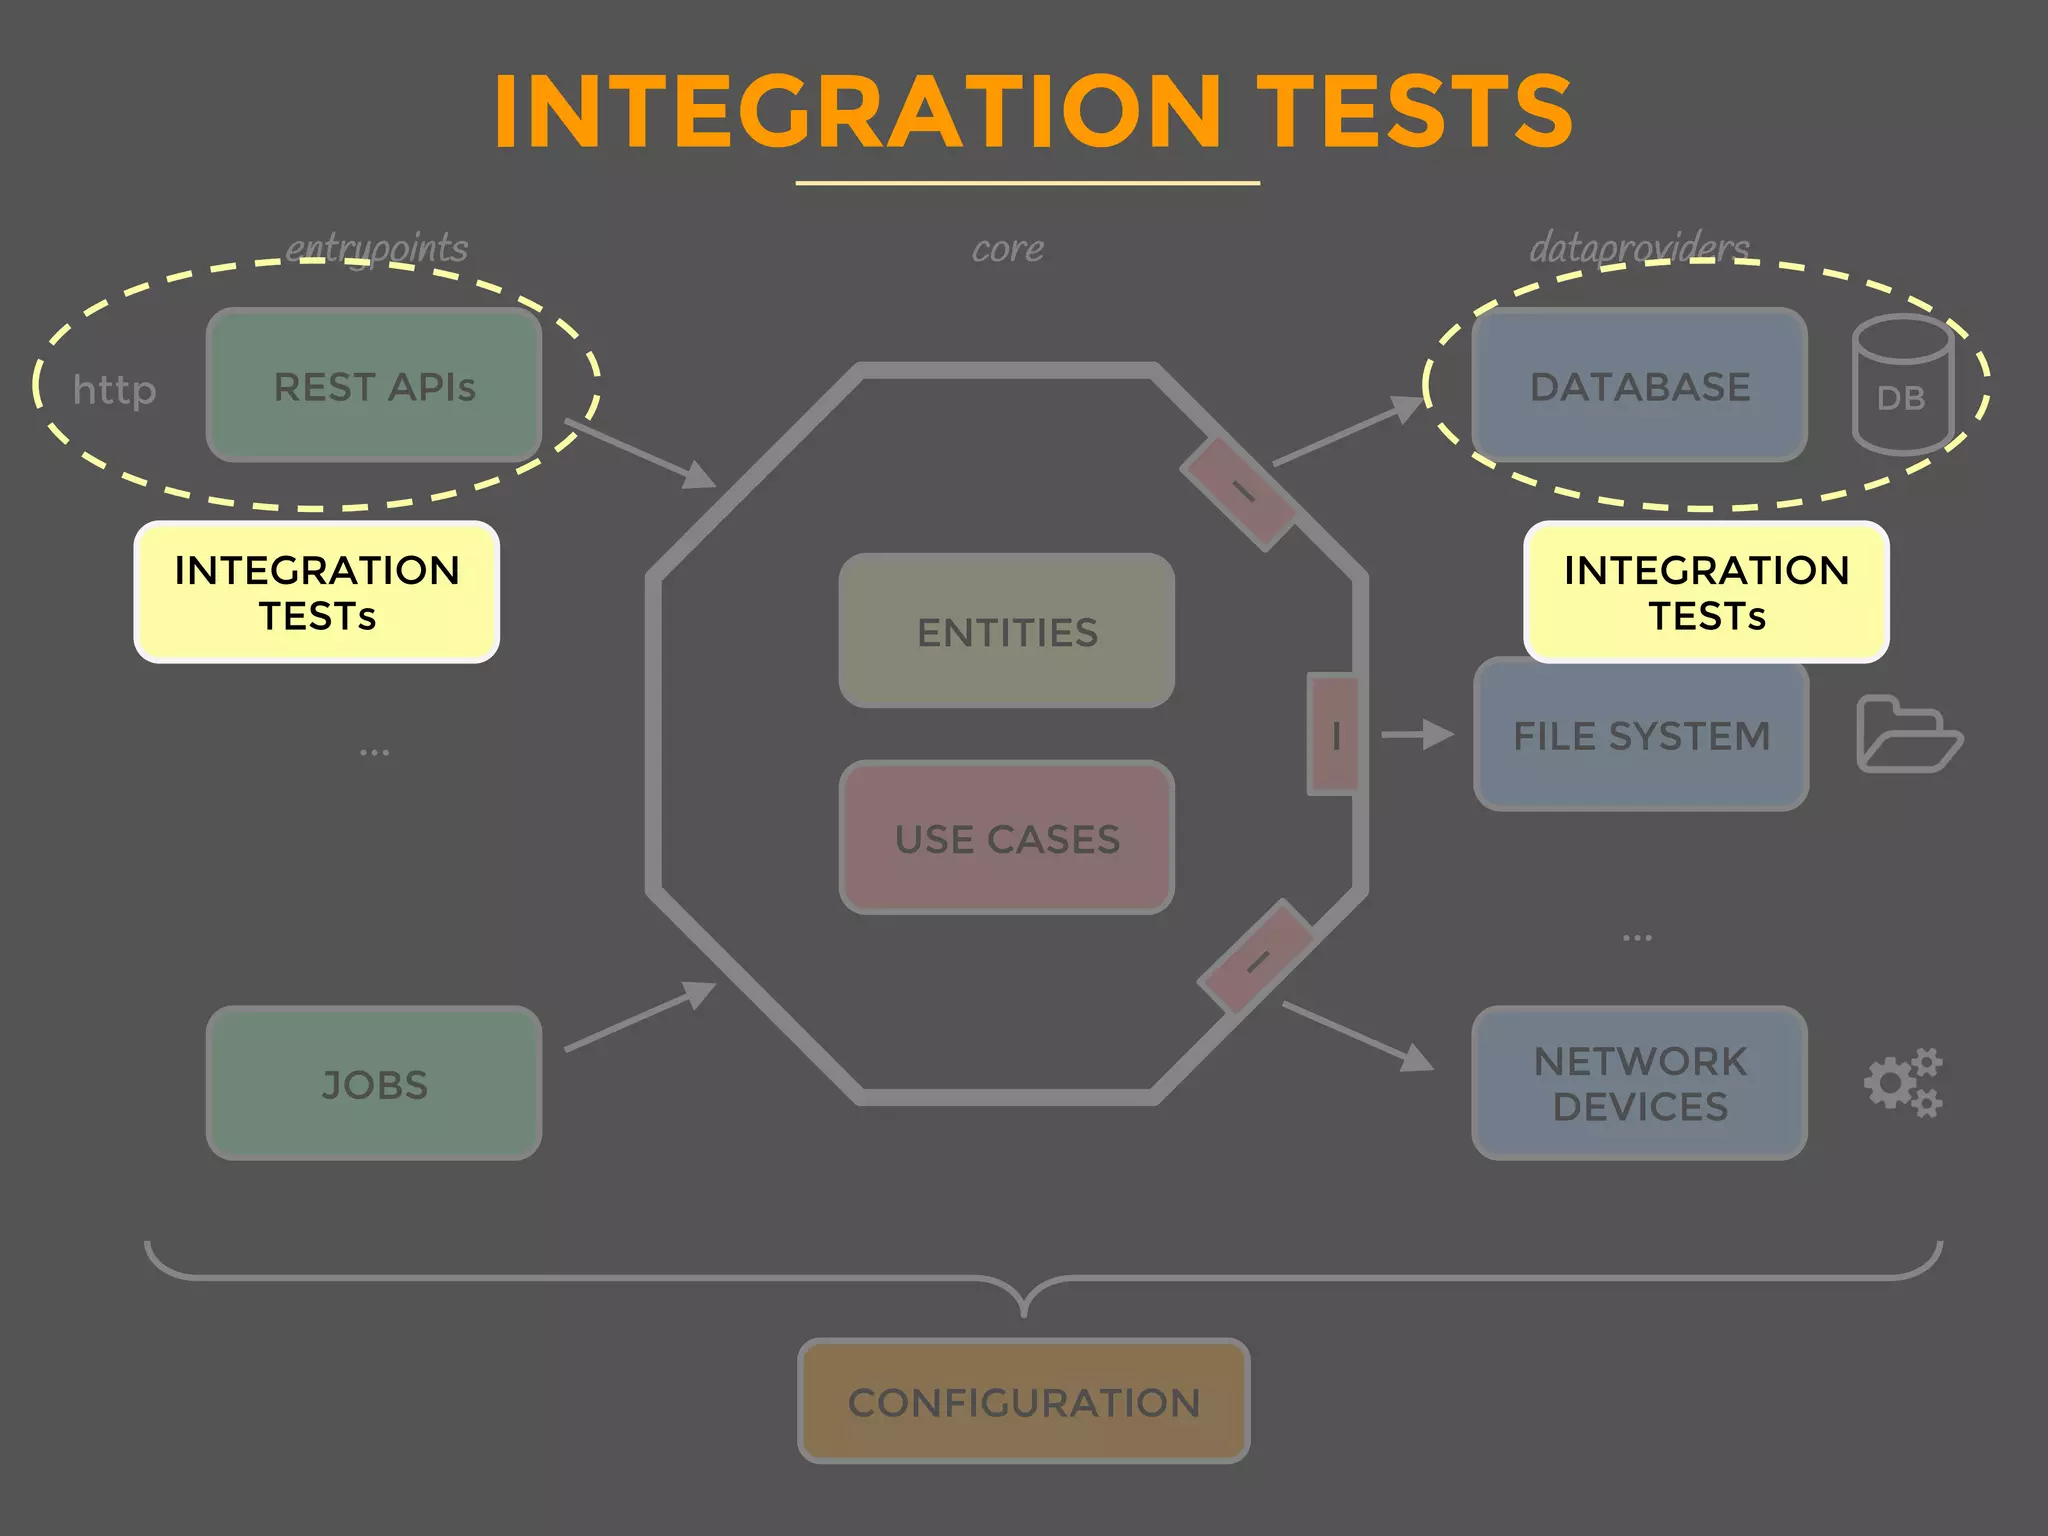 INTEGRATION TESTS
entrypoints
core
dataproviders
http
REST APIs
DATABASE
DB
I
INTEGRATION
TESTs
INTEGRATION
TESTs
ENTITIES
I
FILE SYSTEM
...
USE CASES
...
I
JOBS
NETWORK
DEVICES
CONFIGURATION